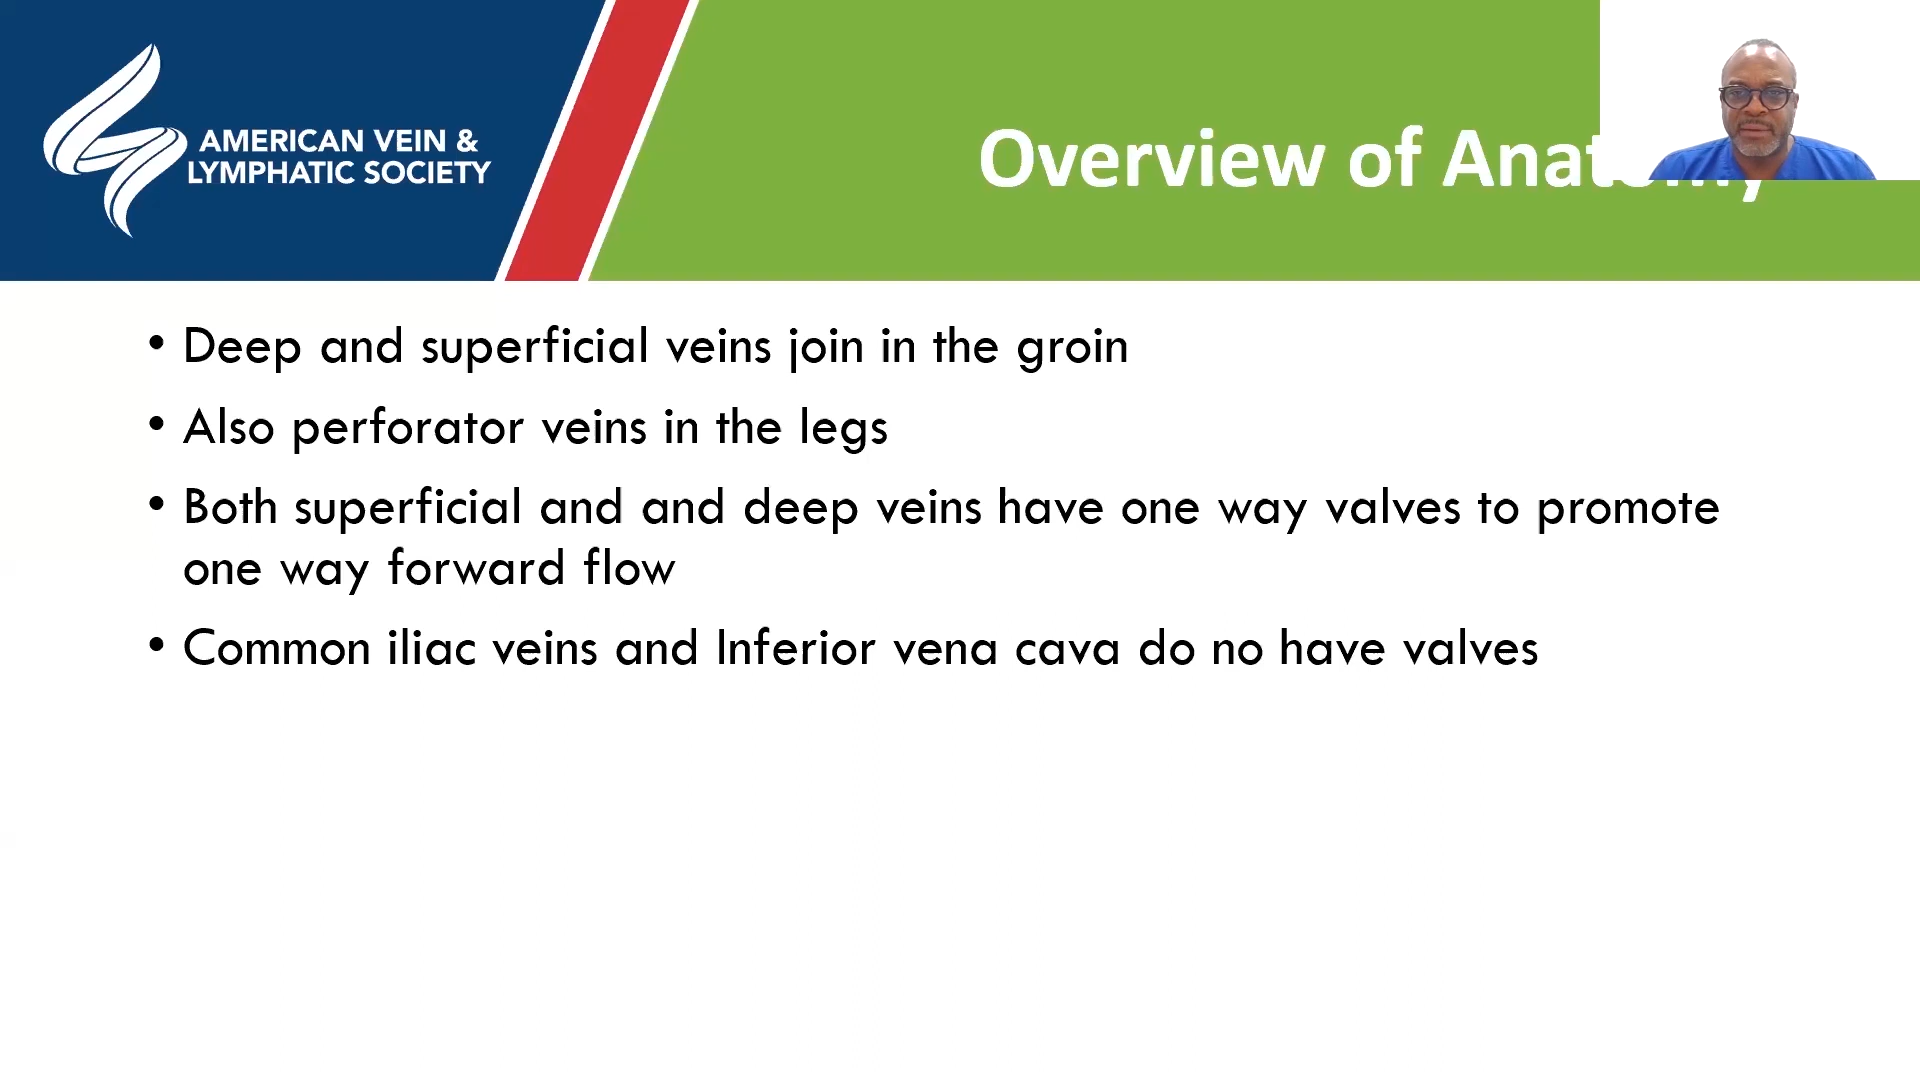 AMERICAN VEIN &
LYMPHATIC SOCIETY
Overview of Anatomy
• Deep and superficial veins join in the groin
• Also perforator veins in the legs
• Both superficial and and deep veins have one way valves to promote
one way forward flow
• Common iliac veins and Inferior vena cava do no have valves